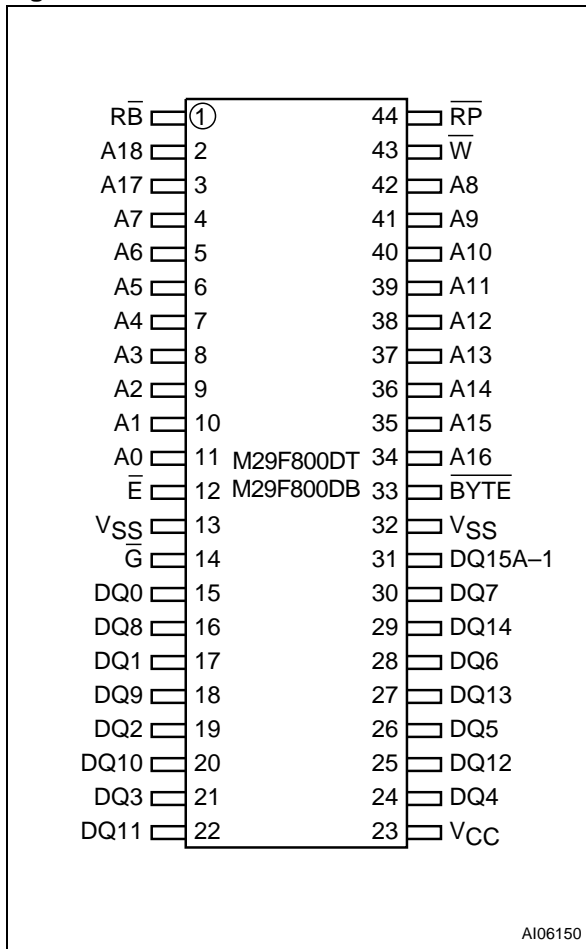 RB̅ 1 44 R̅P̅
A18 2 43 W̅
A17 3 42 A8
A7 4 41 A9
A6 5 40 A10
A5 6 39 A11
A4 7 38 A12
A3 8 37 A13
A2 9 36 A14
A1 10 35 A15
A0 11 M29F800DT 34 A16
E̅ 12 M29F800DB 33 B̅Y̅T̅E̅
VSS 13 32 VSS
G̅ 14 31 DQ15A–1
DQ0 15 30 DQ7
DQ8 16 29 DQ14
DQ1 17 28 DQ6
DQ9 18 27 DQ13
DQ2 19 26 DQ5
DQ10 20 25 DQ12
DQ3 21 24 DQ4
DQ11 22 23 VCC
AI06150